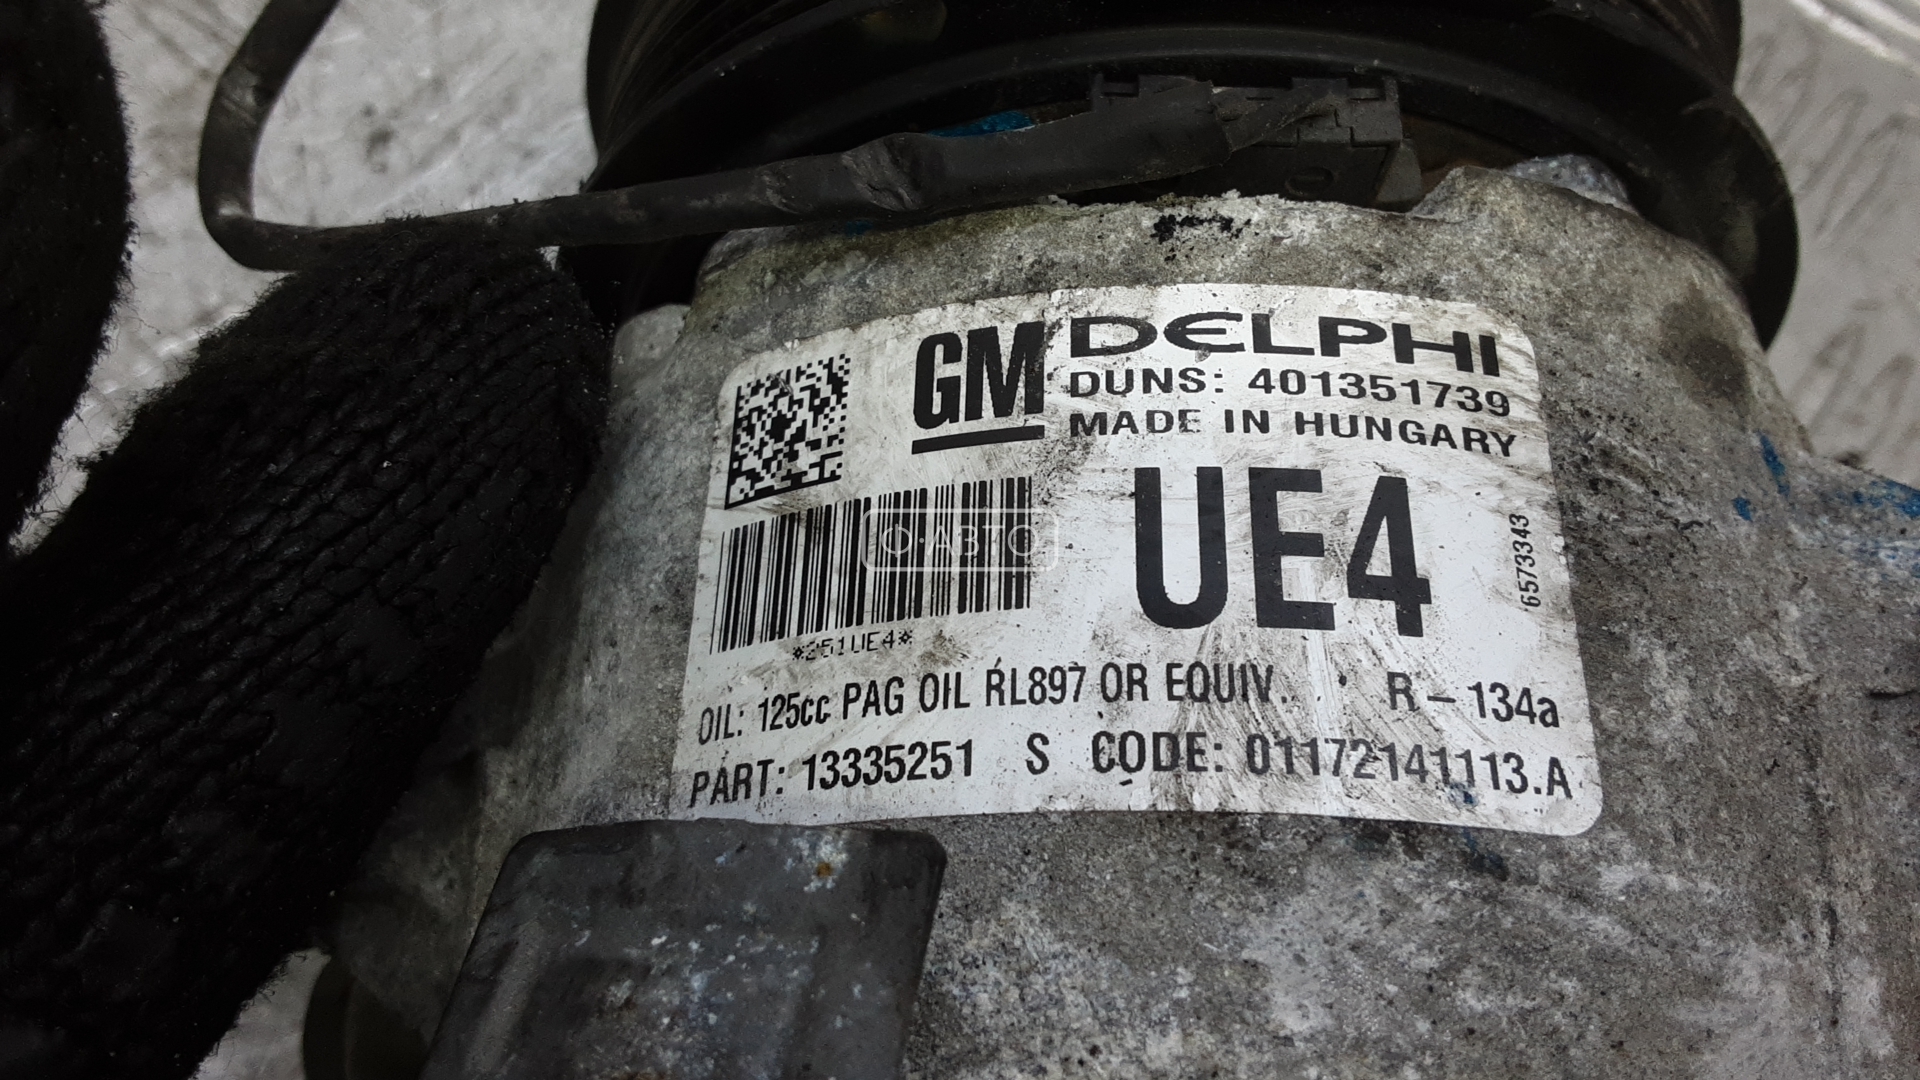 GM DELPHI
DUNS: 401351739
MADE IN HUNGARY
UE4
6573343
О·АВТО
*251UE4*
OIL: 125cc PAG OIL RL897 OR EQUIV. R-134a
PART: 13335251 S CODE: 01172141113.A